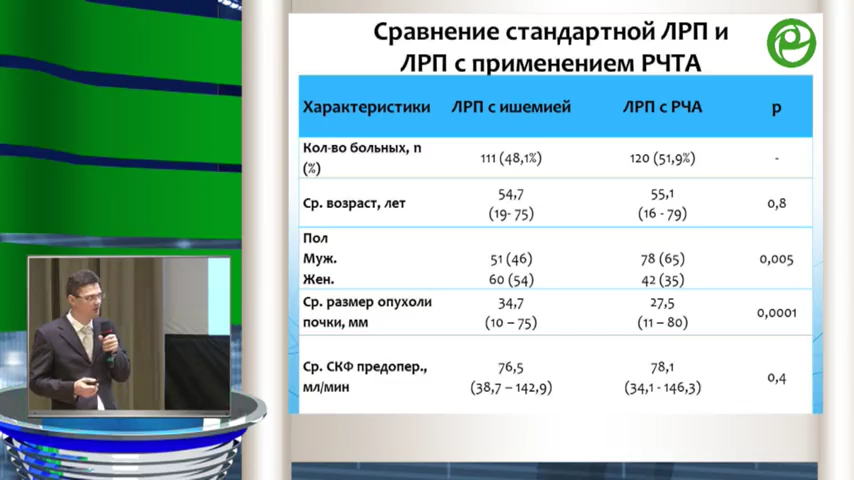 Сравнение стандартной ЛРП и
ЛРП с применением РЧТА
Характеристики ЛРП с ишемией ЛРП с РЧА p
Кол-во больных, n
(%)
111 (48,1%) 120 (51,9%) -
Ср. возраст, лет
54,7
(19- 75)
55,1
(16 - 79)
0,8
Пол
Муж. 51 (46) 78 (65)
Жен. 60 (54) 42 (35)
0,005
Ср. размер опухоли
почки, мм
34,7
(10 – 75)
27,5
(11 – 80)
0,0001
Ср. СКФ предопер.,
мл/мин
76,5
(38,7 – 142,9)
78,1
(34,1 - 146,3)
0,4